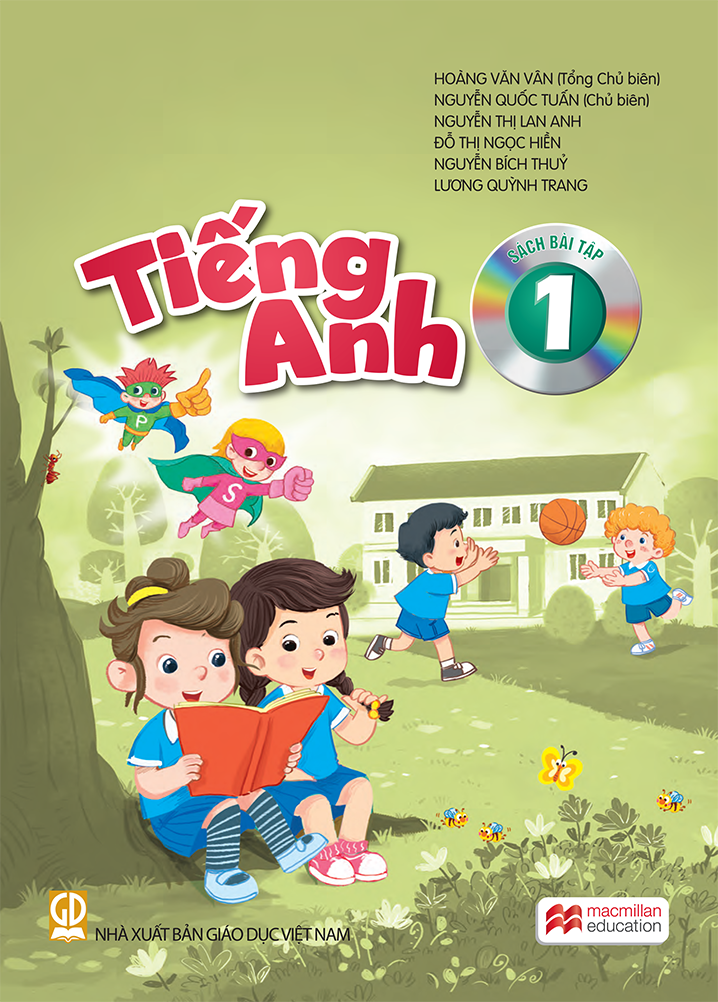 HOÀNG VĂN VÂN (Tổng Chủ biên)
NGUYỄN QUỐC TUẤN (Chủ biên)
NGUYỄN THỊ LAN ANH
ĐỖ THỊ NGỌC HIỀN
NGUYỄN BÍCH THUỶ
LƯƠNG QUỲNH TRANG
Tiếng
Anh
SÁCH BÀI TẬP
1
P
S
GD
NHÀ XUẤT BẢN GIÁO DỤC VIỆT NAM
macmillan
education